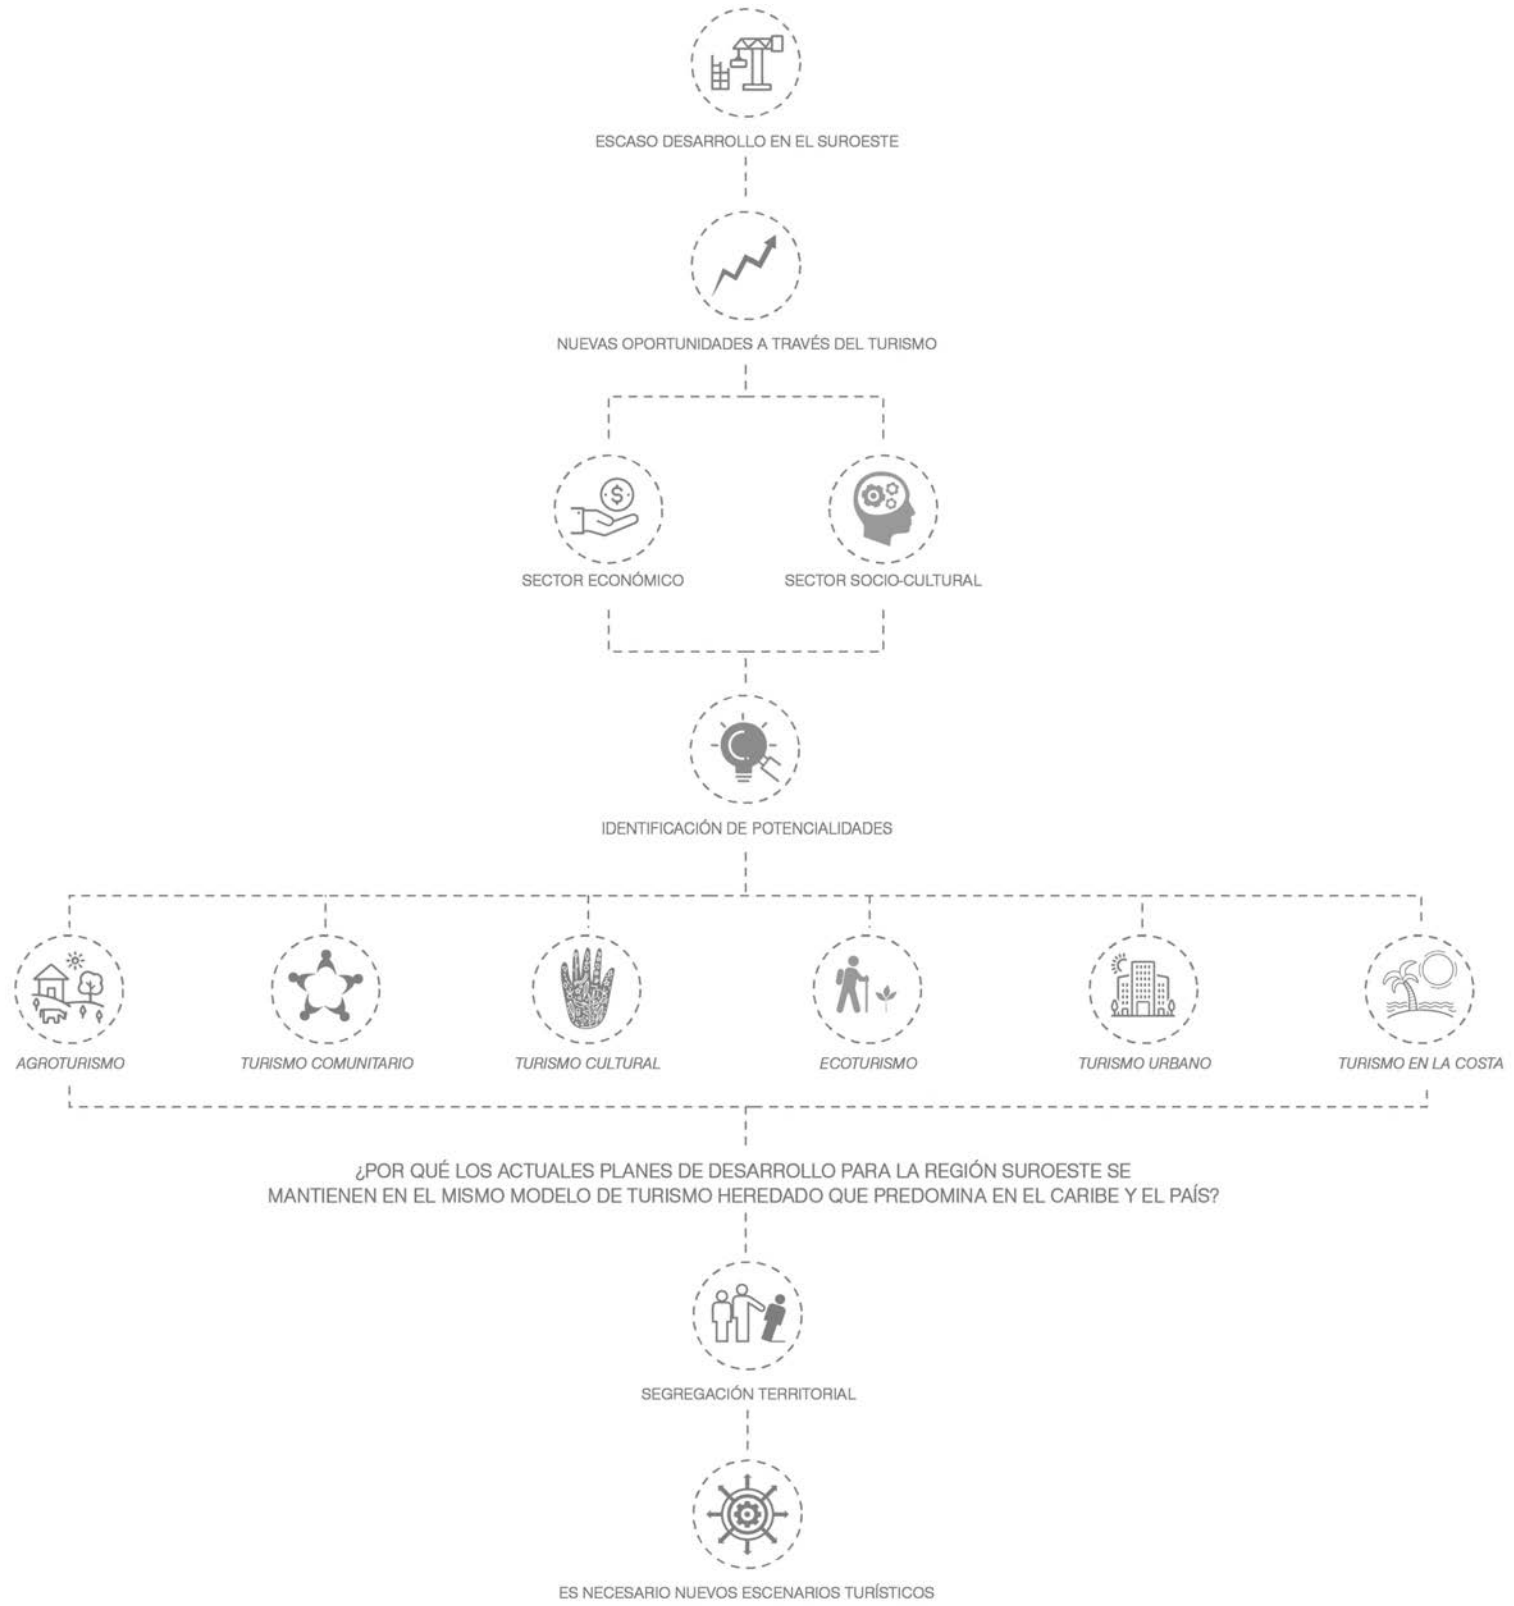 ESCASO DESARROLLO EN EL SUROESTE
NUEVAS OPORTUNIDADES A TRAVÉS DEL TURISMO
SECTOR ECONÓMICO
SECTOR SOCIO-CULTURAL
IDENTIFICACIÓN DE POTENCIALIDADES
AGROTURISMO
TURISMO COMUNITARIO
TURISMO CULTURAL
ECOTURISMO
TURISMO URBANO
TURISMO EN LA COSTA
¿POR QUÉ LOS ACTUALES PLANES DE DESARROLLO PARA LA REGIÓN SUROESTE SE
MANTIENEN EN EL MISMO MODELO DE TURISMO HEREDADO QUE PREDOMINA EN EL CARIBE Y EL PAÍS?
SEGREGACIÓN TERRITORIAL
ES NECESARIO NUEVOS ESCENARIOS TURÍSTICOS